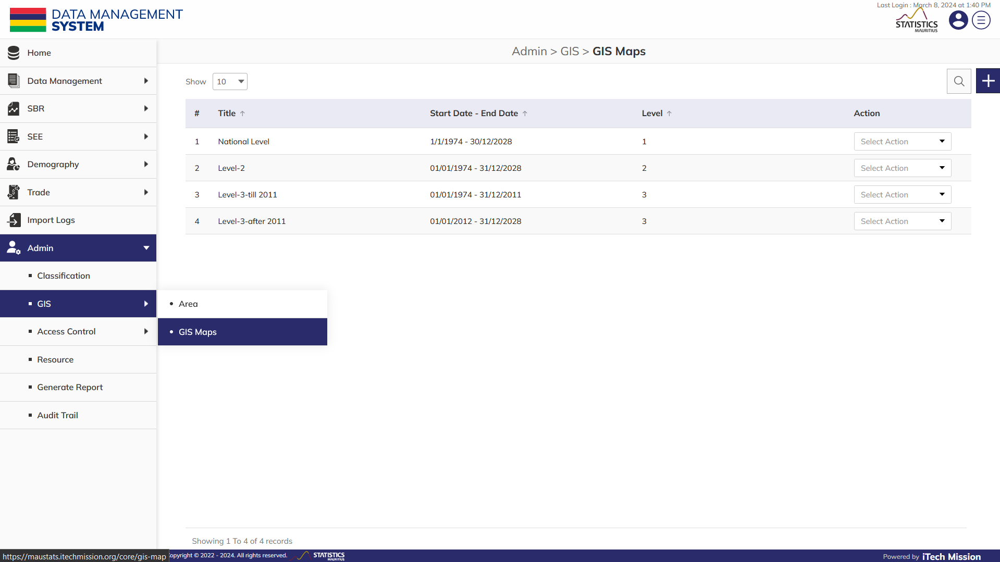 Last Login : March 8, 2024 at 1:40 PM
DATA MANAGEMENT
SYSTEM
STATISTICS
MAURITIUS
Home
Data Management
SBR
SEE
Demography
Trade
Import Logs
Admin
Classification
GIS
Access Control
Resource
Generate Report
Audit Trail
Area
GIS Maps
Admin > GIS > GIS Maps
Show 10
# Title Start Date - End Date Level Action
1 National Level 1/1/1974 - 30/12/2028 1 Select Action
2 Level-2 01/01/1974 - 31/12/2028 2 Select Action
3 Level-3-till 2011 01/01/1974 - 31/12/2011 3 Select Action
4 Level-3-after 2011 01/01/2012 - 31/12/2028 3 Select Action
Showing 1 To 4 of 4 records
https://maustats.itechmission.org/core/gis-map
opyright © 2022 - 2024. All rights reserved.
STATISTICS
MAURITIUS
Powered by iTech Mission